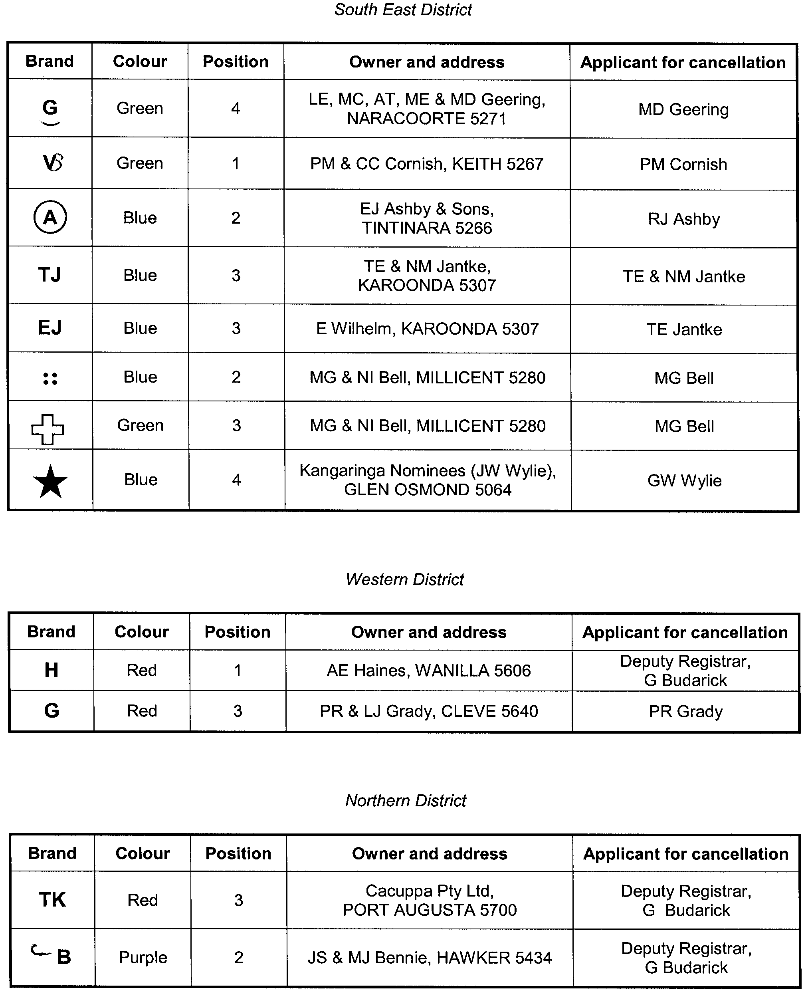 South East District
Brand Colour Position Owner and address Applicant for cancellation
G Green 4 LE, MC, AT, ME & MD Geering, NARACOORTE 5271 MD Geering
VB Green 1 PM & CC Cornish, KEITH 5267 PM Cornish
A Blue 2 EJ Ashby & Sons, TINTINARA 5266 RJ Ashby
TJ Blue 3 TE & NM Jantke, KAROONDA 5307 TE & NM Jantke
EJ Blue 3 E Wilhelm, KAROONDA 5307 TE Jantke
Blue 2 MG & NI Bell, MILLICENT 5280 MG Bell
Green 3 MG & NI Bell, MILLICENT 5280 MG Bell
Blue 4 Kangaringa Nominees (JW Wylie), GLEN OSMOND 5064 GW Wylie
Western District
Brand Colour Position Owner and address Applicant for cancellation
H Red 1 AE Haines, WANILLA 5606 Deputy Registrar, G Budarick
G Red 3 PR & LJ Grady, CLEVE 5640 PR Grady
Northern District
Brand Colour Position Owner and address Applicant for cancellation
TK Red 3 Cacuppa Pty Ltd, PORT AUGUSTA 5700 Deputy Registrar, G Budarick
B Purple 2 JS & MJ Bennie, HAWKER 5434 Deputy Registrar, G Budarick